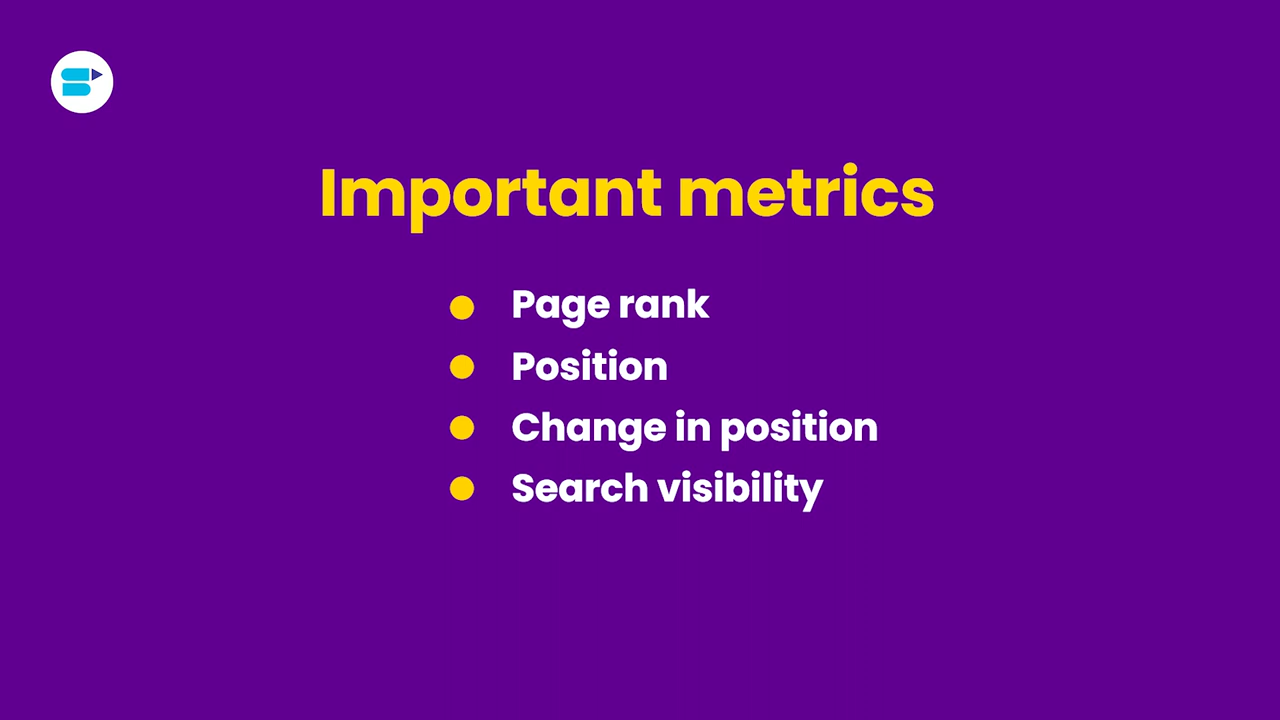 Important metrics
Page rank
Position
Change in position
Search visibility